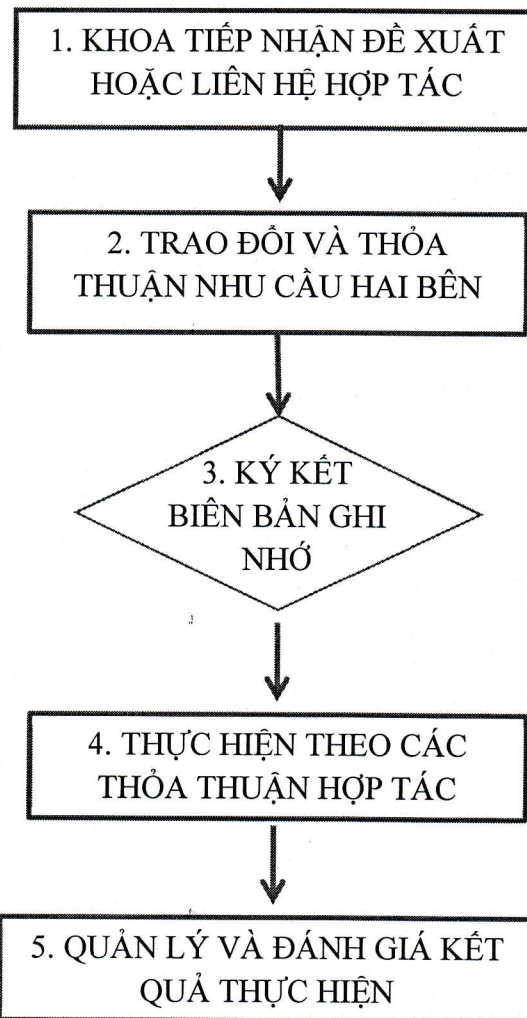 1. KHOA TIẾP NHẬN ĐỀ XUẤT
HOẶC LIÊN HỆ HỢP TÁC
2. TRAO ĐỔI VÀ THỎA
THUẬN NHU CẦU HAI BÊN
3. KÝ KẾT
BIÊN BẢN GHI
NHỚ
4. THỰC HIỆN THEO CÁC
THỎA THUẬN HỢP TÁC
5. QUẢN LÝ VÀ ĐÁNH GIÁ KẾT
QUẢ THỰC HIỆN